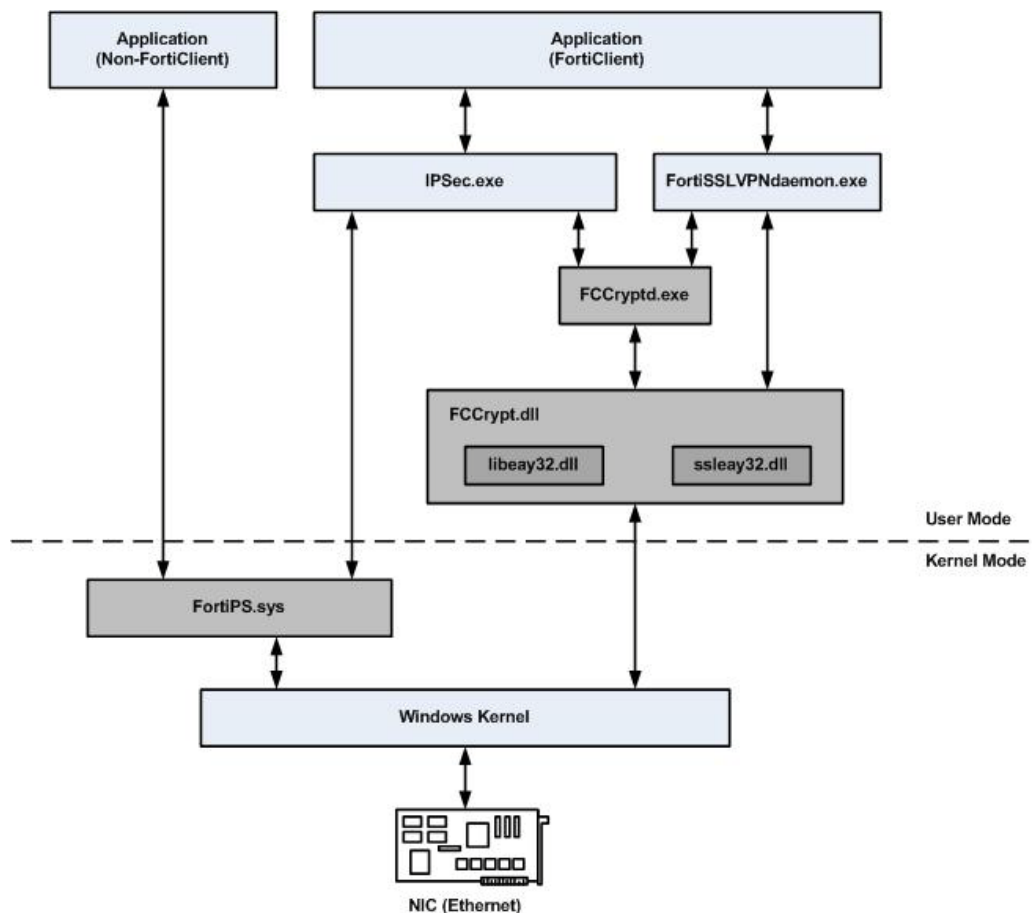 Application
(Non-FortiClient)
Application
(FortiClient)
IPSec.exe
FortiSSLVPNdaemon.exe
FCCryptd.exe
FCCrypt.dll
libeay32.dll
ssleay32.dll
User Mode
Kernel Mode
FortiPS.sys
Windows Kernel
NIC (Ethernet)